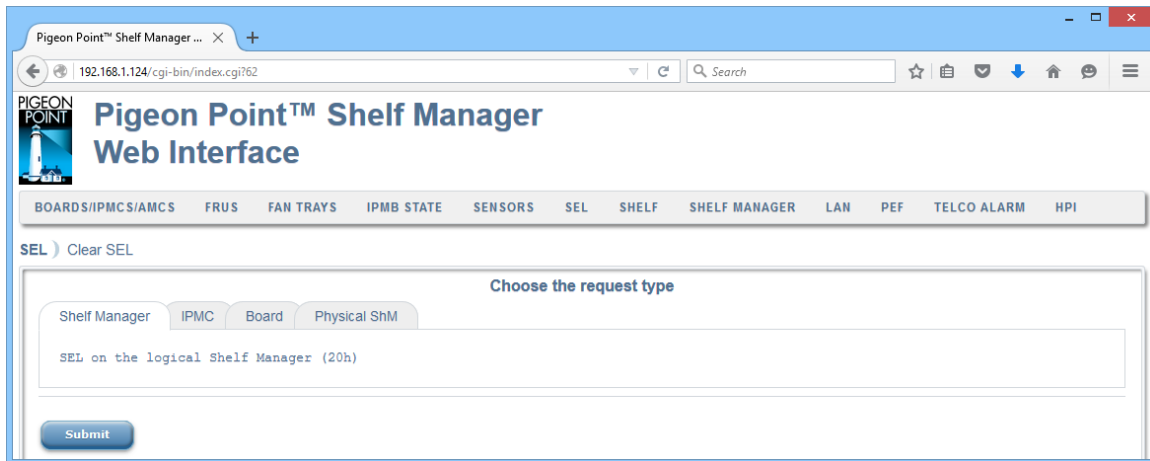 Pigeon Point™ Shelf Manager ...
192.168.1.124/cgi-bin/index.cgi?62
Search
PIGEON
POINT
Pigeon Point™ Shelf Manager
Web Interface
BOARDS/IPMCS/AMCS FRUS FAN TRAYS IPMB STATE SENSORS SEL SHELF SHELF MANAGER LAN PEF TELCO ALARM HPI
SEL ) Clear SEL
Choose the request type
Shelf Manager IPMC Board Physical ShM
SEL on the logical Shelf Manager (20h)
Submit